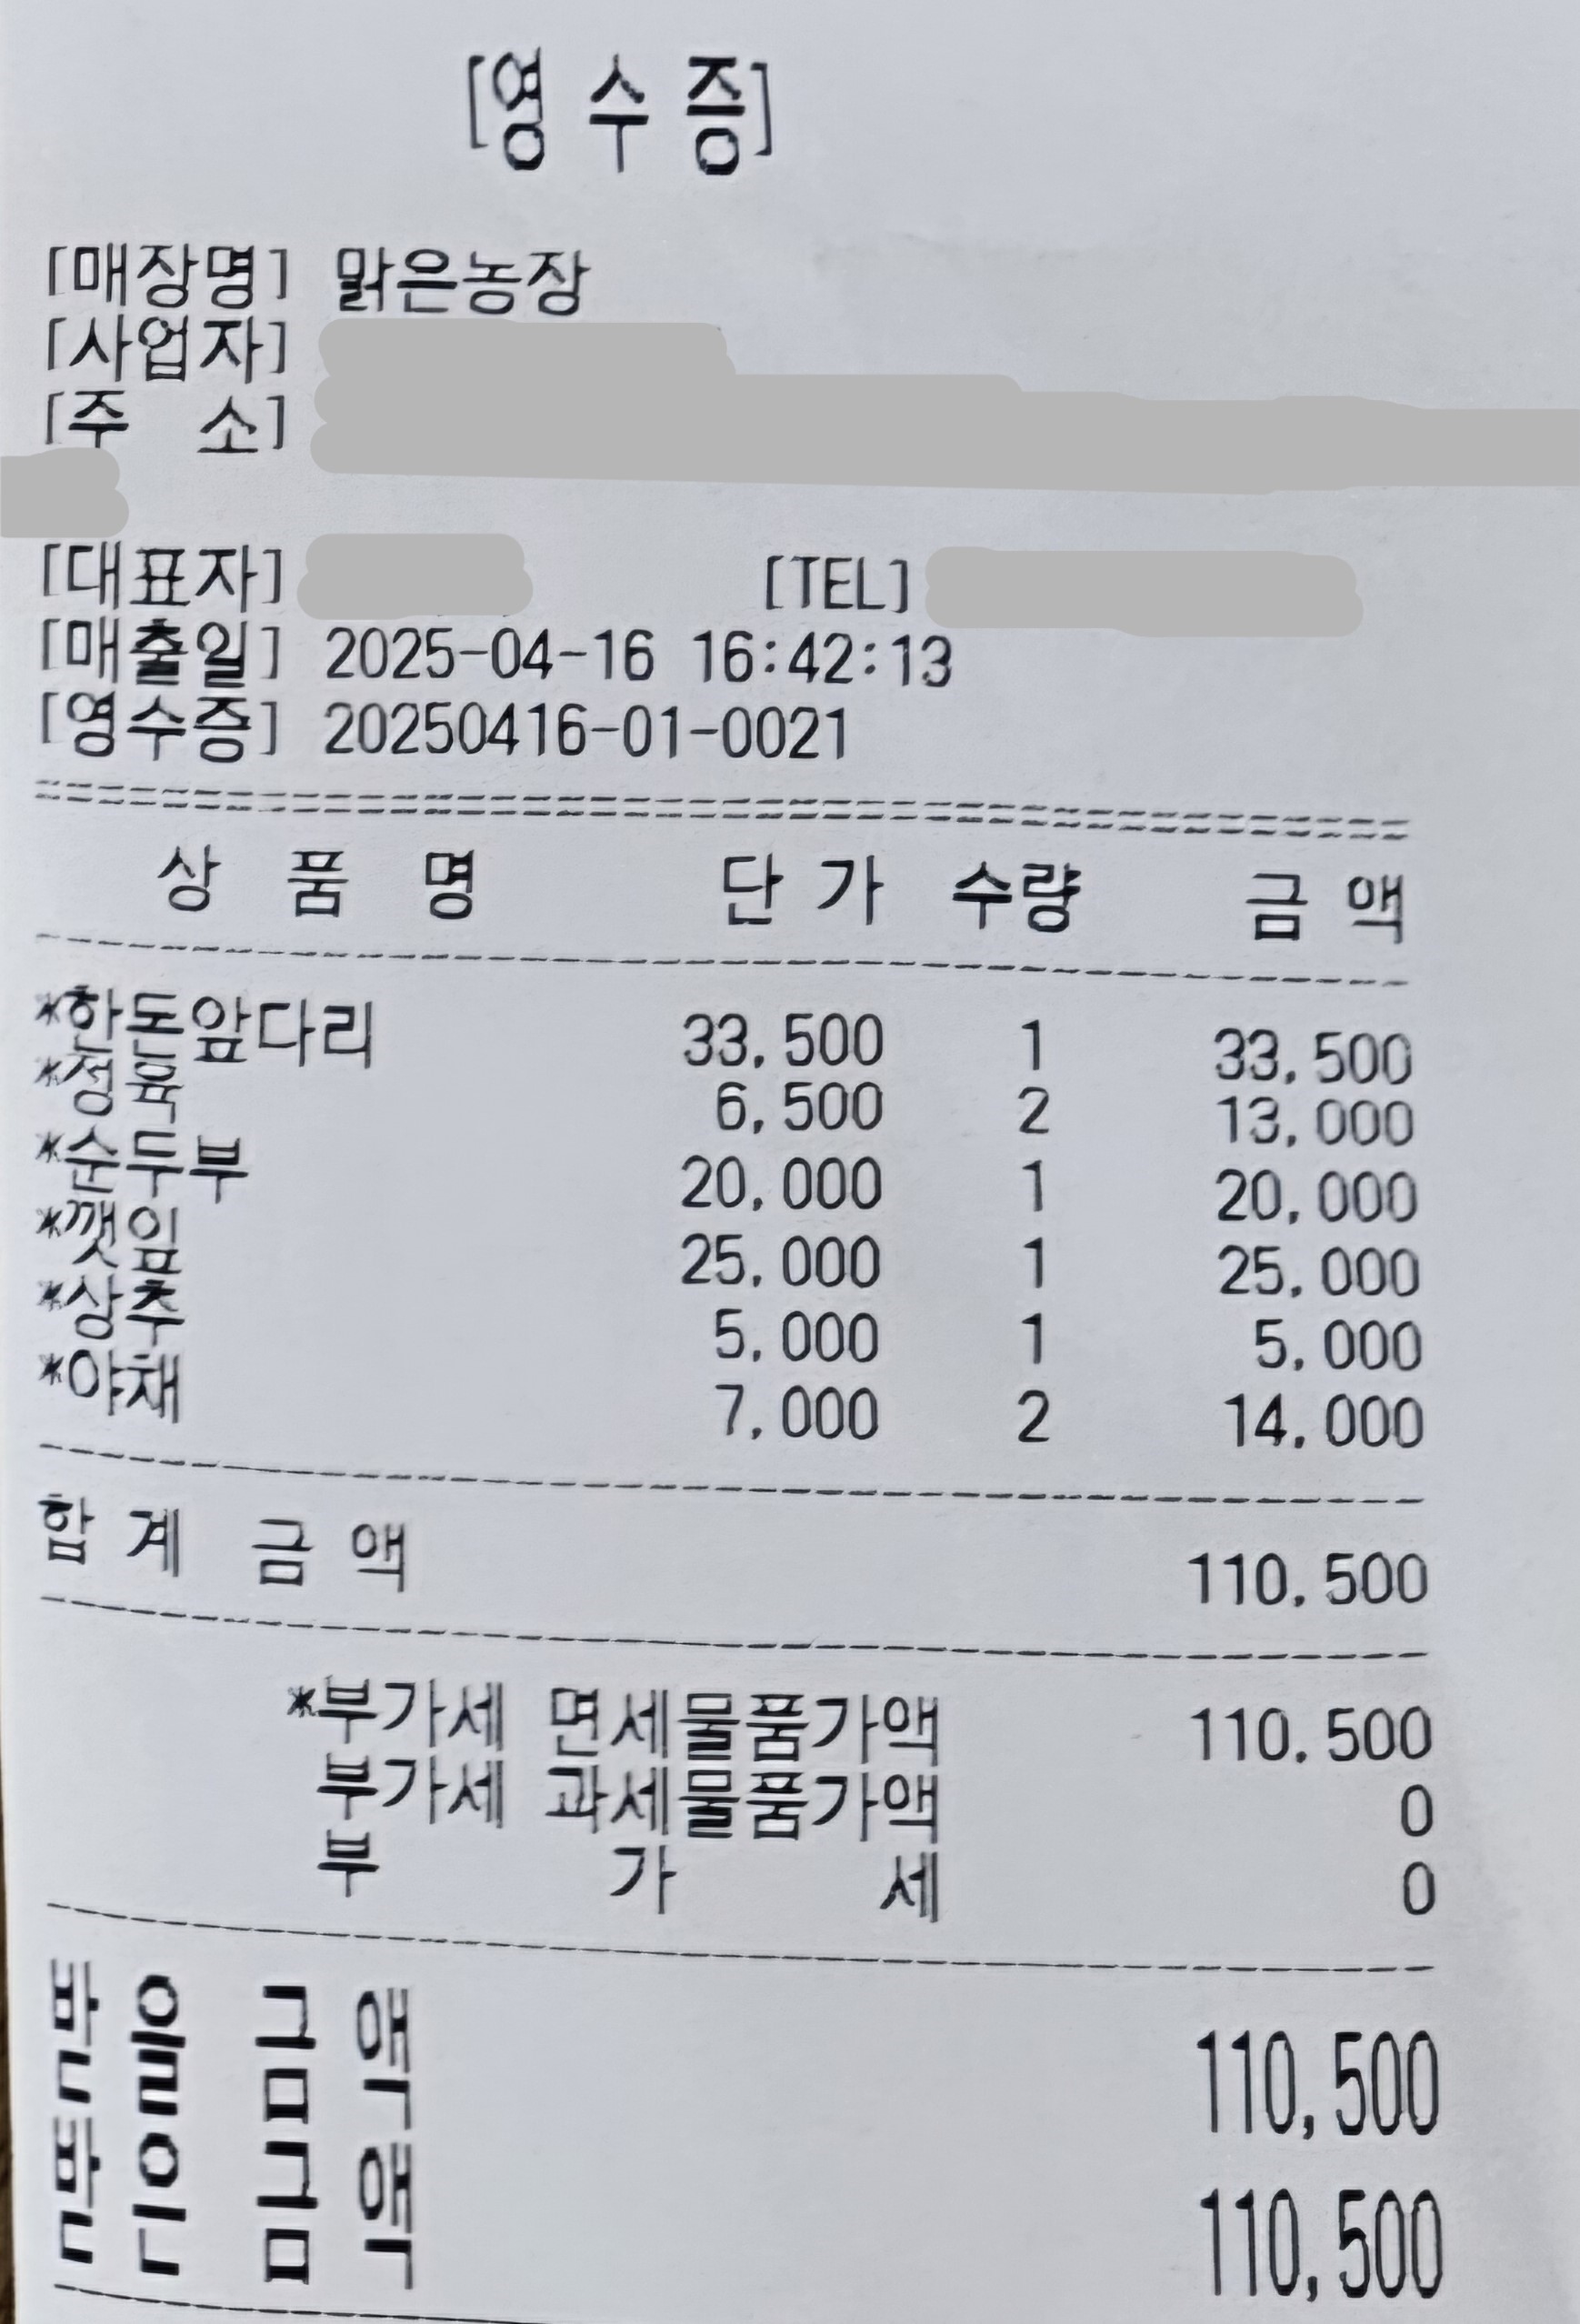 [영 수 증]
[매장명] 맑은농장
[사업자]
[주 소]
[대표자] [TEL]
[매출일] 2025-04-16 16:42:13
[영수증] 20250416-01-0021
상 품 명 단 가 수량 금 액
*한돈앞다리 33,500 1 33,500
*정육 6,500 2 13,000
*순두부 20,000 1 20,000
*깻잎 25,000 1 25,000
*상추 5,000 1 5,000
*야채 7,000 2 14,000
합 계 금 액 110,500
*부가세 면세물품가액 110,500
부가세 과세물품가액 0
부 가 세 0
받 을 금 액 110,500
받 은 금 액 110,500